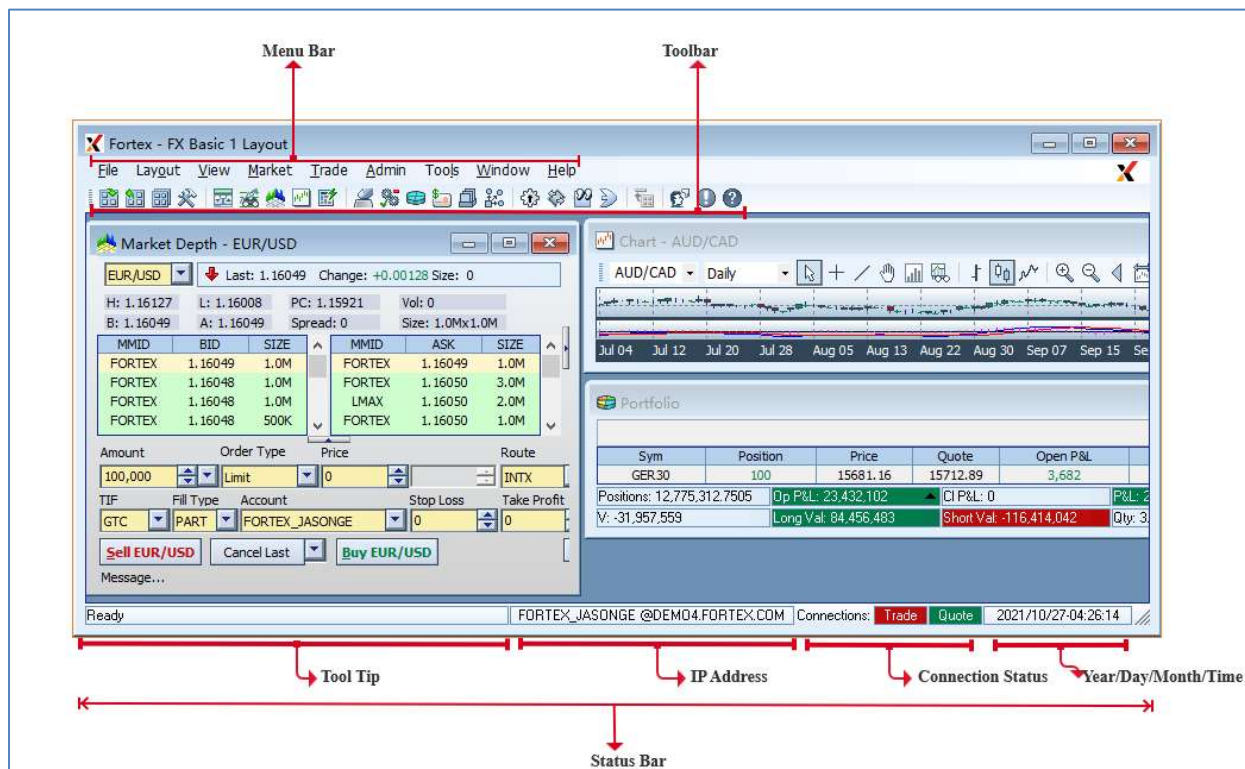 Menu Bar Toolbar
Fortex - FX Basic 1 Layout
File Layout View Market Trade Admin Tools Window Help
Market Depth - EUR/USD
EUR/USD Last: 1.16049 Change: +0.00128 Size: 0
H: 1.16127 L: 1.16008 PC: 1.15921 Vol: 0
B: 1.16049 A: 1.16049 Spread: 0 Size: 1.0Mx1.0M
MMID BID SIZE MMID ASK SIZE
FORTEX 1.16049 1.0M FORTEX 1.16049 1.0M
FORTEX 1.16048 1.0M FORTEX 1.16050 3.0M
FORTEX 1.16048 1.0M LMAX 1.16050 2.0M
FORTEX 1.16048 500K FORTEX 1.16050 1.0M
Amount Order Type Price Route
100,000 Limit 0 INTX
TIF Fill Type Account Stop Loss Take Profit
GTC PART FORTEX_JASONGE 0 0
Sell EUR/USD Cancel Last Buy EUR/USD
Message...
Chart - AUD/CAD
AUD/CAD Daily
Jul 04 Jul 12 Jul 20 Jul 28 Aug 05 Aug 13 Aug 22 Aug 30 Sep 07 Sep 15 Se
Portfolio
Sym Position Price Quote Open P&L
GER30 100 15681.16 15712.89 3,682
Positions: 12,775,312.7505 Op P&L: 23,432,102 Cl P&L: 0 P&L: 2
V: -31,957,559 Long Val: 84,456,483 Short Val: -116,414,042 Qty: 3.
Ready FORTEX_JASONGE @DEMO4.FORTEX.COM Connections: Trade Quote 2021/10/27-04:26:14
Tool Tip IP Address Connection Status Year/Day/Month/Time
Status Bar